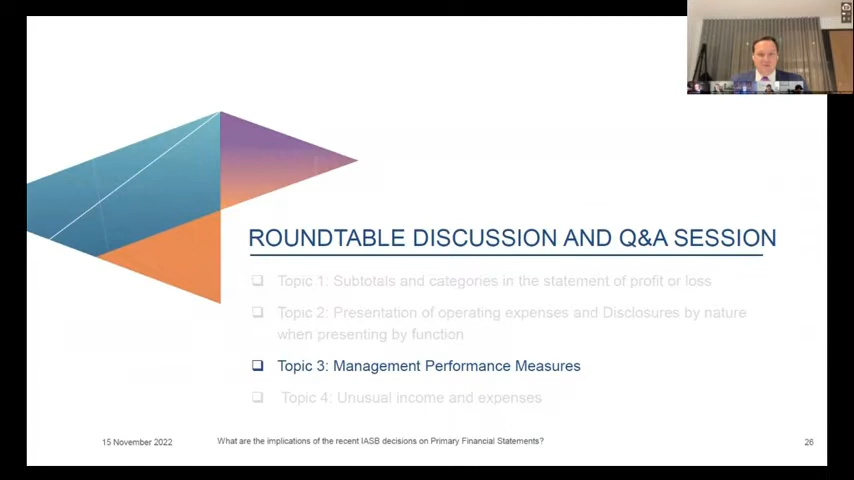 ROUNDTABLE DISCUSSION AND Q&A SESSION
❑ Topic 1: Subtotals and categories in the statement of profit or loss
❑ Topic 2: Presentation of operating expenses and Disclosures by nature
when presenting by function
❑ Topic 3: Management Performance Measures
❑ Topic 4: Unusual income and expenses
15 November 2022 What are the implications of the recent IASB decisions on Primary Financial Statements? 26